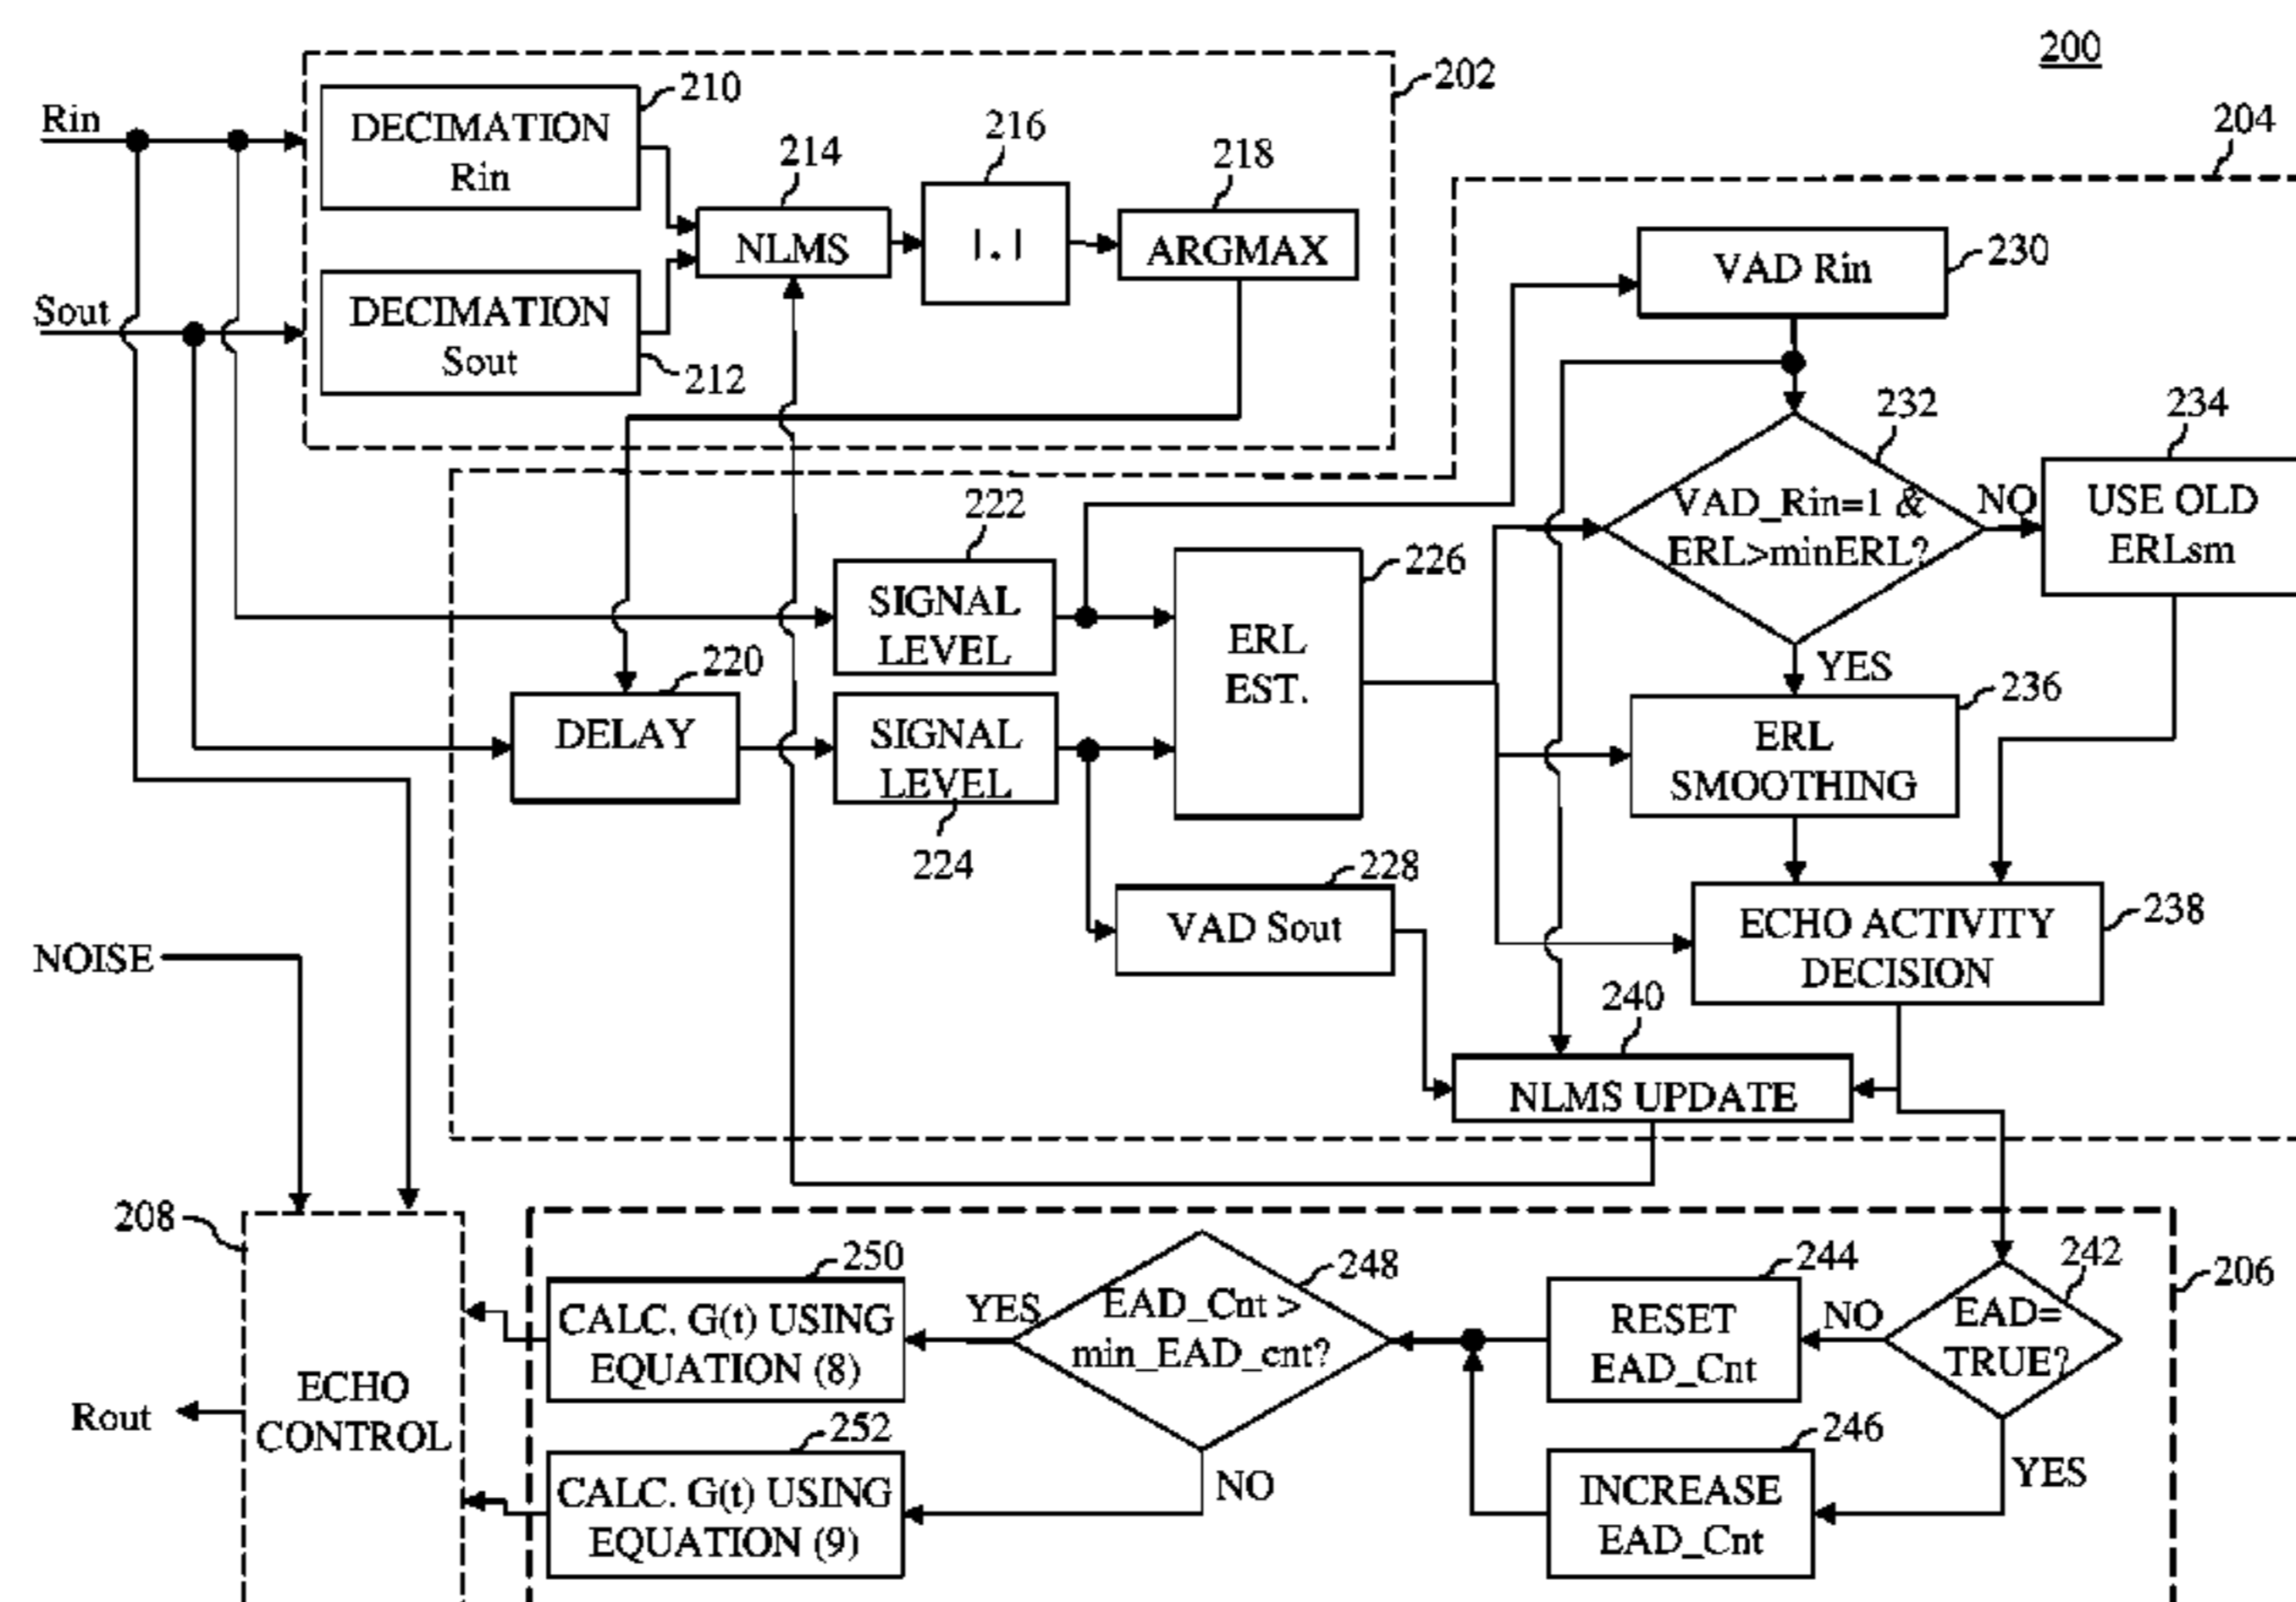 200
202
204
Rin
210
DECIMATION
Rin
214
NLMS
216
|.|
218
ARGMAX
Sout
DECIMATION
Sout
212
VAD Rin
230
232
VAD_Rin=1 &
ERL>minERL?
NO
234
USE OLD
ERLsm
YES
222
SIGNAL
LEVEL
226
ERL
EST.
220
DELAY
SIGNAL
LEVEL
224
236
ERL
SMOOTHING
228
VAD Sout
ECHO ACTIVITY
DECISION
238
NOISE
240
NLMS UPDATE
208
ECHO
CONTROL
Rout
250
CALC. G(t) USING
EQUATION (8)
YES
248
EAD_Cnt >
min_EAD_cnt?
244
RESET
EAD_Cnt
NO
242
EAD=
TRUE?
206
252
CALC. G(t) USING
EQUATION (9)
NO
246
INCREASE
EAD_Cnt
YES